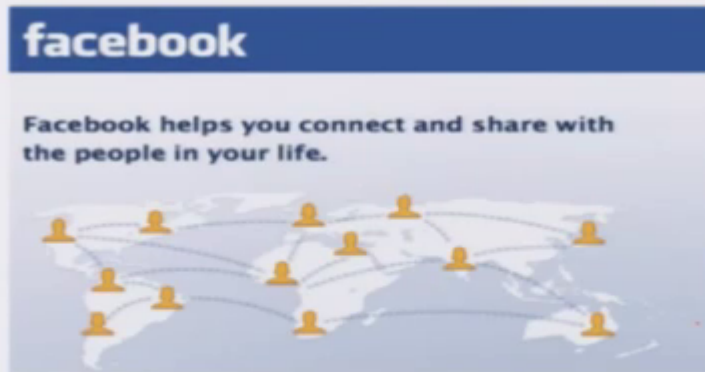 facebook
Facebook helps you connect and share with
the people in your life.